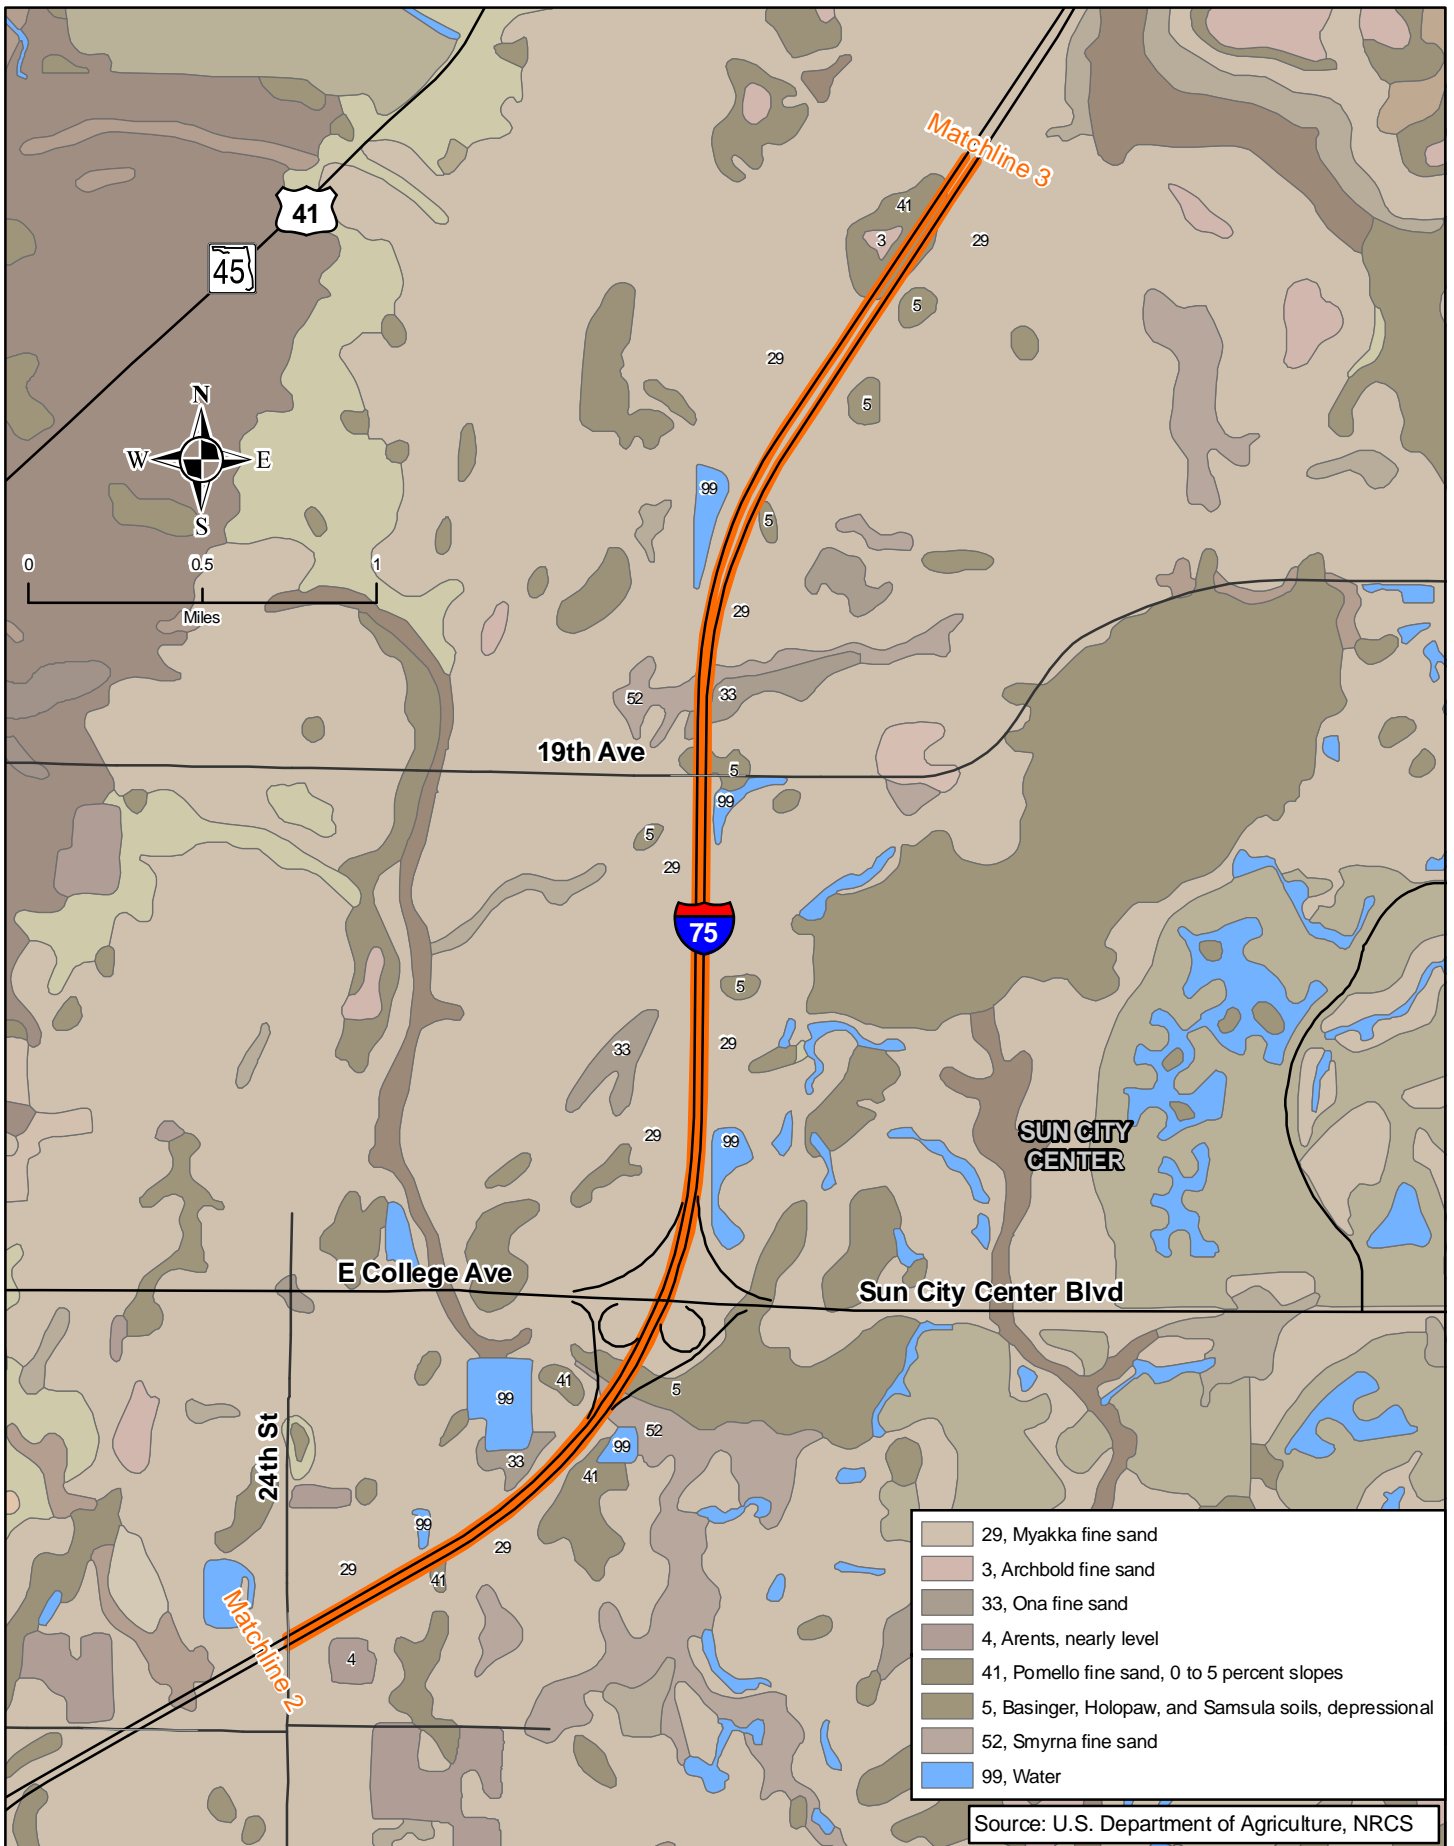 Matchline 3
41
41
3
29
45
5
29
N
5
W
E
99
S
5
0
0.5
1
Miles
29
52
33
19th Ave
5
99
5
29
75
5
33
29
29
99
SUN CITY
CENTER
E College Ave
Sun City Center Blvd
41
5
99
52
99
33
41
24th St
99
29
29
41
Matchline 2
4
29, Myakka fine sand
3, Archbold fine sand
33, Ona fine sand
4, Arents, nearly level
41, Pomello fine sand, 0 to 5 percent slopes
5, Basinger, Holopaw, and Samsula soils, depressional
52, Smyrna fine sand
99, Water
Source: U.S. Department of Agriculture, NRCS